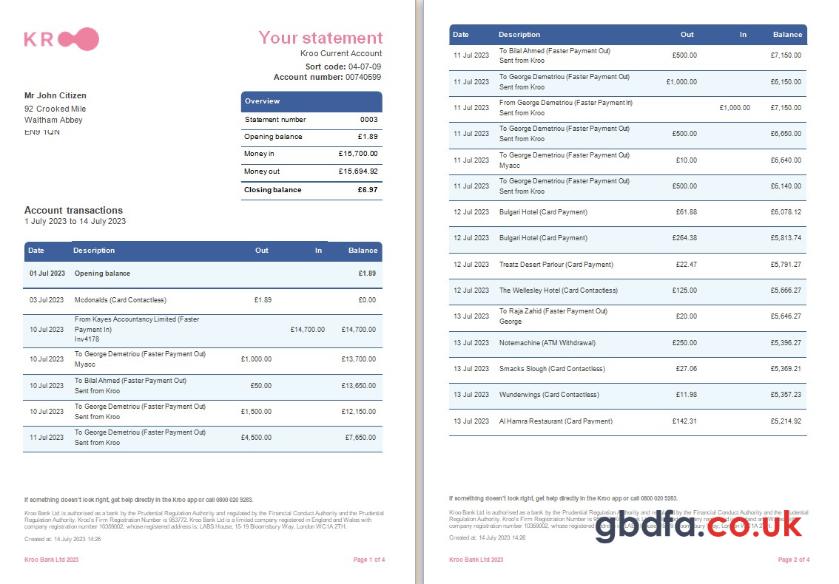 KROO
Your statement
Kroo Current Account
Sort code: 04-07-09
Account number: 00740599
Mr John Citizen
92 Crooked Mile
Waltham Abbey
EN9 1QN
Overview
Statement number 0003
Opening balance £1.89
Money in £15,700.00
Money out £15,694.92
Closing balance £6.97
Account transactions
1 July 2023 to 14 July 2023
Date Description Out In Balance
01 Jul 2023 Opening balance £1.89
03 Jul 2023 Mcdonalds (Card Contactless) £1.89 £0.00
From Kayes Accountancy Limited (Faster
10 Jul 2023 Payment In) £14,700.00 £14,700.00
Inv4178
10 Jul 2023 To George Demetriou (Faster Payment Out) £1,000.00 £13,700.00
Myacc
10 Jul 2023 To Bilal Ahmed (Faster Payment Out) £50.00 £13,650.00
Sent from Kroo
10 Jul 2023 To George Demetriou (Faster Payment Out) £1,500.00 £12,150.00
Sent from Kroo
11 Jul 2023 To George Demetriou (Faster Payment Out) £4,500.00 £7,650.00
Sent from Kroo
If something doesn't look right, get help directly in the Kroo app or call 0800 020 9263.
Kroo Bank Ltd is authorised as a bank by the Prudential Regulation Authority and regulated by the Financial Conduct Authority and the Prudential
Regulation Authority. Kroo's Firm Registration Number is 953772. Kroo Bank Ltd is a limited company registered in England and Wales with
company registration number 10359002, whose registered address is: LABS House, 15-19 Bloomsbury Way, London WC1A 2TH.
Created at: 14 July 2023 14:26
Kroo Bank Ltd 2023 Page 1 of 4
Date Description Out In Balance
11 Jul 2023 To Bilal Ahmed (Faster Payment Out) £500.00 £7,150.00
Sent from Kroo
11 Jul 2023 To George Demetriou (Faster Payment Out) £1,000.00 £6,150.00
Sent from Kroo
11 Jul 2023 From George Demetriou (Faster Payment In) £1,000.00 £7,150.00
Sent from Kroo
11 Jul 2023 To George Demetriou (Faster Payment Out) £500.00 £6,650.00
Sent from Kroo
11 Jul 2023 To George Demetriou (Faster Payment Out) £10.00 £6,640.00
Myacc
11 Jul 2023 To George Demetriou (Faster Payment Out) £500.00 £6,140.00
Sent from Kroo
12 Jul 2023 Bulgari Hotel (Card Payment) £61.88 £6,078.12
12 Jul 2023 Bulgari Hotel (Card Payment) £264.38 £5,813.74
12 Jul 2023 Treatz Desert Parlour (Card Payment) £22.47 £5,791.27
12 Jul 2023 The Wellesley Hotel (Card Contactless) £125.00 £5,666.27
13 Jul 2023 To Raja Zahid (Faster Payment Out) £20.00 £5,646.27
George
13 Jul 2023 Notemachine (ATM Withdrawal) £250.00 £5,396.27
13 Jul 2023 Smacks Slough (Card Contactless) £27.06 £5,369.21
13 Jul 2023 Wunderwings (Card Contactless) £11.98 £5,357.23
13 Jul 2023 Al Hamra Restaurant (Card Payment) £142.31 £5,214.92
If something doesn't look right, get help directly in the Kroo app or call 0800 020 9263.
Kroo Bank Ltd is authorised as a bank by the Prudential Regulation Authority and regulated by the Financial Conduct Authority and the Prudential
Regulation Authority. Kroo's Firm Registration Number is
company registration number 10359002, whose registered address is: London WC1A 2TH.
Created at: 14 July 2023 14:26
gbdfa.co.uk
Kroo Bank Ltd 2023 Page 2 of 4